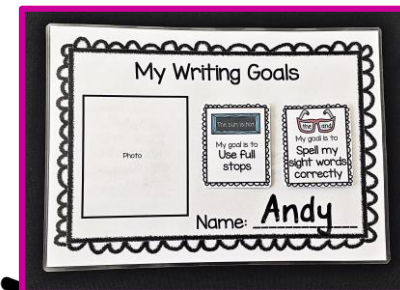 My Writing Goals
Photo
The sun is hot.
My goal is to
Use full
stops
the and
My goal is to
Spell my
sight words
correctly
Name: Andy